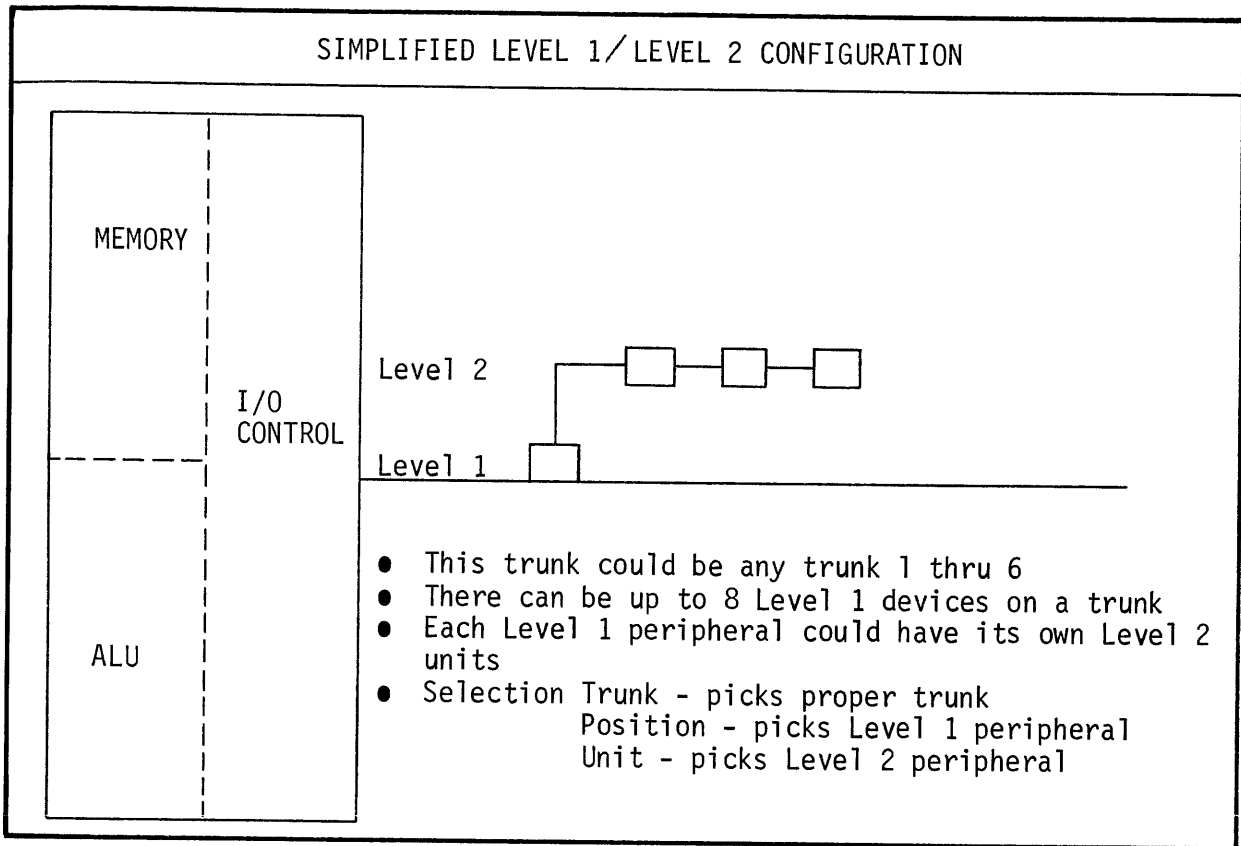 SIMPLIFIED LEVEL 1/LEVEL 2 CONFIGURATION
MEMORY
I/O
CONTROL
ALU
Level 2
Level 1
● This trunk could be any trunk 1 thru 6
● There can be up to 8 Level 1 devices on a trunk
● Each Level 1 peripheral could have its own Level 2
units
● Selection Trunk - picks proper trunk
Position - picks Level 1 peripheral
Unit - picks Level 2 peripheral